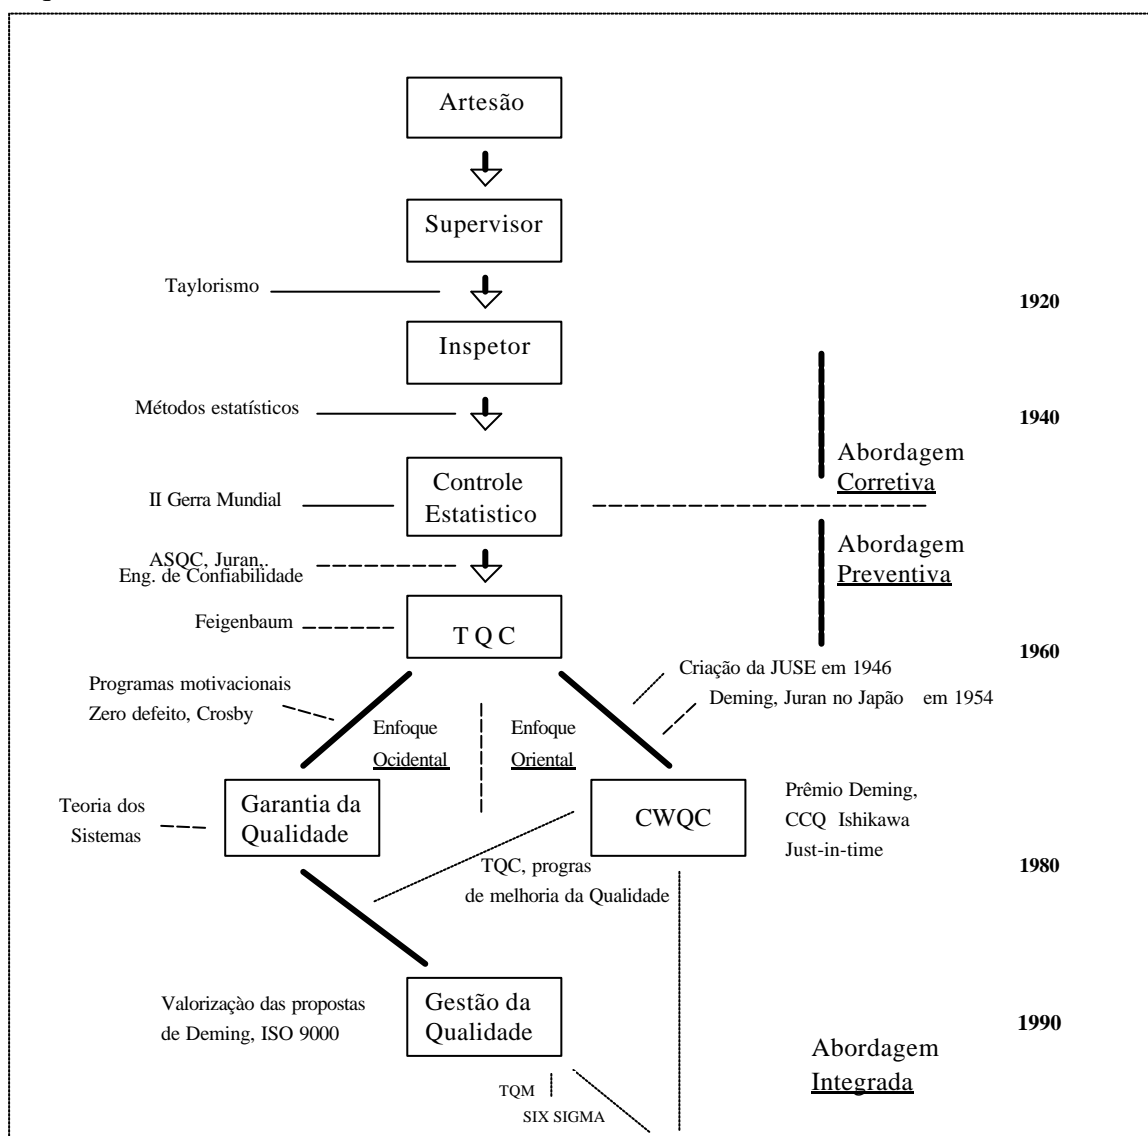 Artesão
Supervisor
Taylorismo
1920
Inspetor
Métodos estatísticos
1940
Abordagem
Corretiva
Controle
Estatistico
II Gerra Mundial
Abordagem
Preventiva
ASQC, Juran,.
Eng. de Confiabilidade
Feigenbaum
T Q C
1960
Criação da JUSE em 1946
Deming, Juran no Japão em 1954
Programas motivacionais
Zero defeito, Crosby
Enfoque
Ocidental
Enfoque
Oriental
Teoria dos
Sistemas
Garantia da
Qualidade
CWQC
Prêmio Deming,
CCQ Ishikawa
Just-in-time
TQC, progras
de melhoria da Qualidade
1980
Valorizaçào das propostas
de Deming, ISO 9000
Gestão da
Qualidade
1990
Abordagem
Integrada
TQM
SIX SIGMA